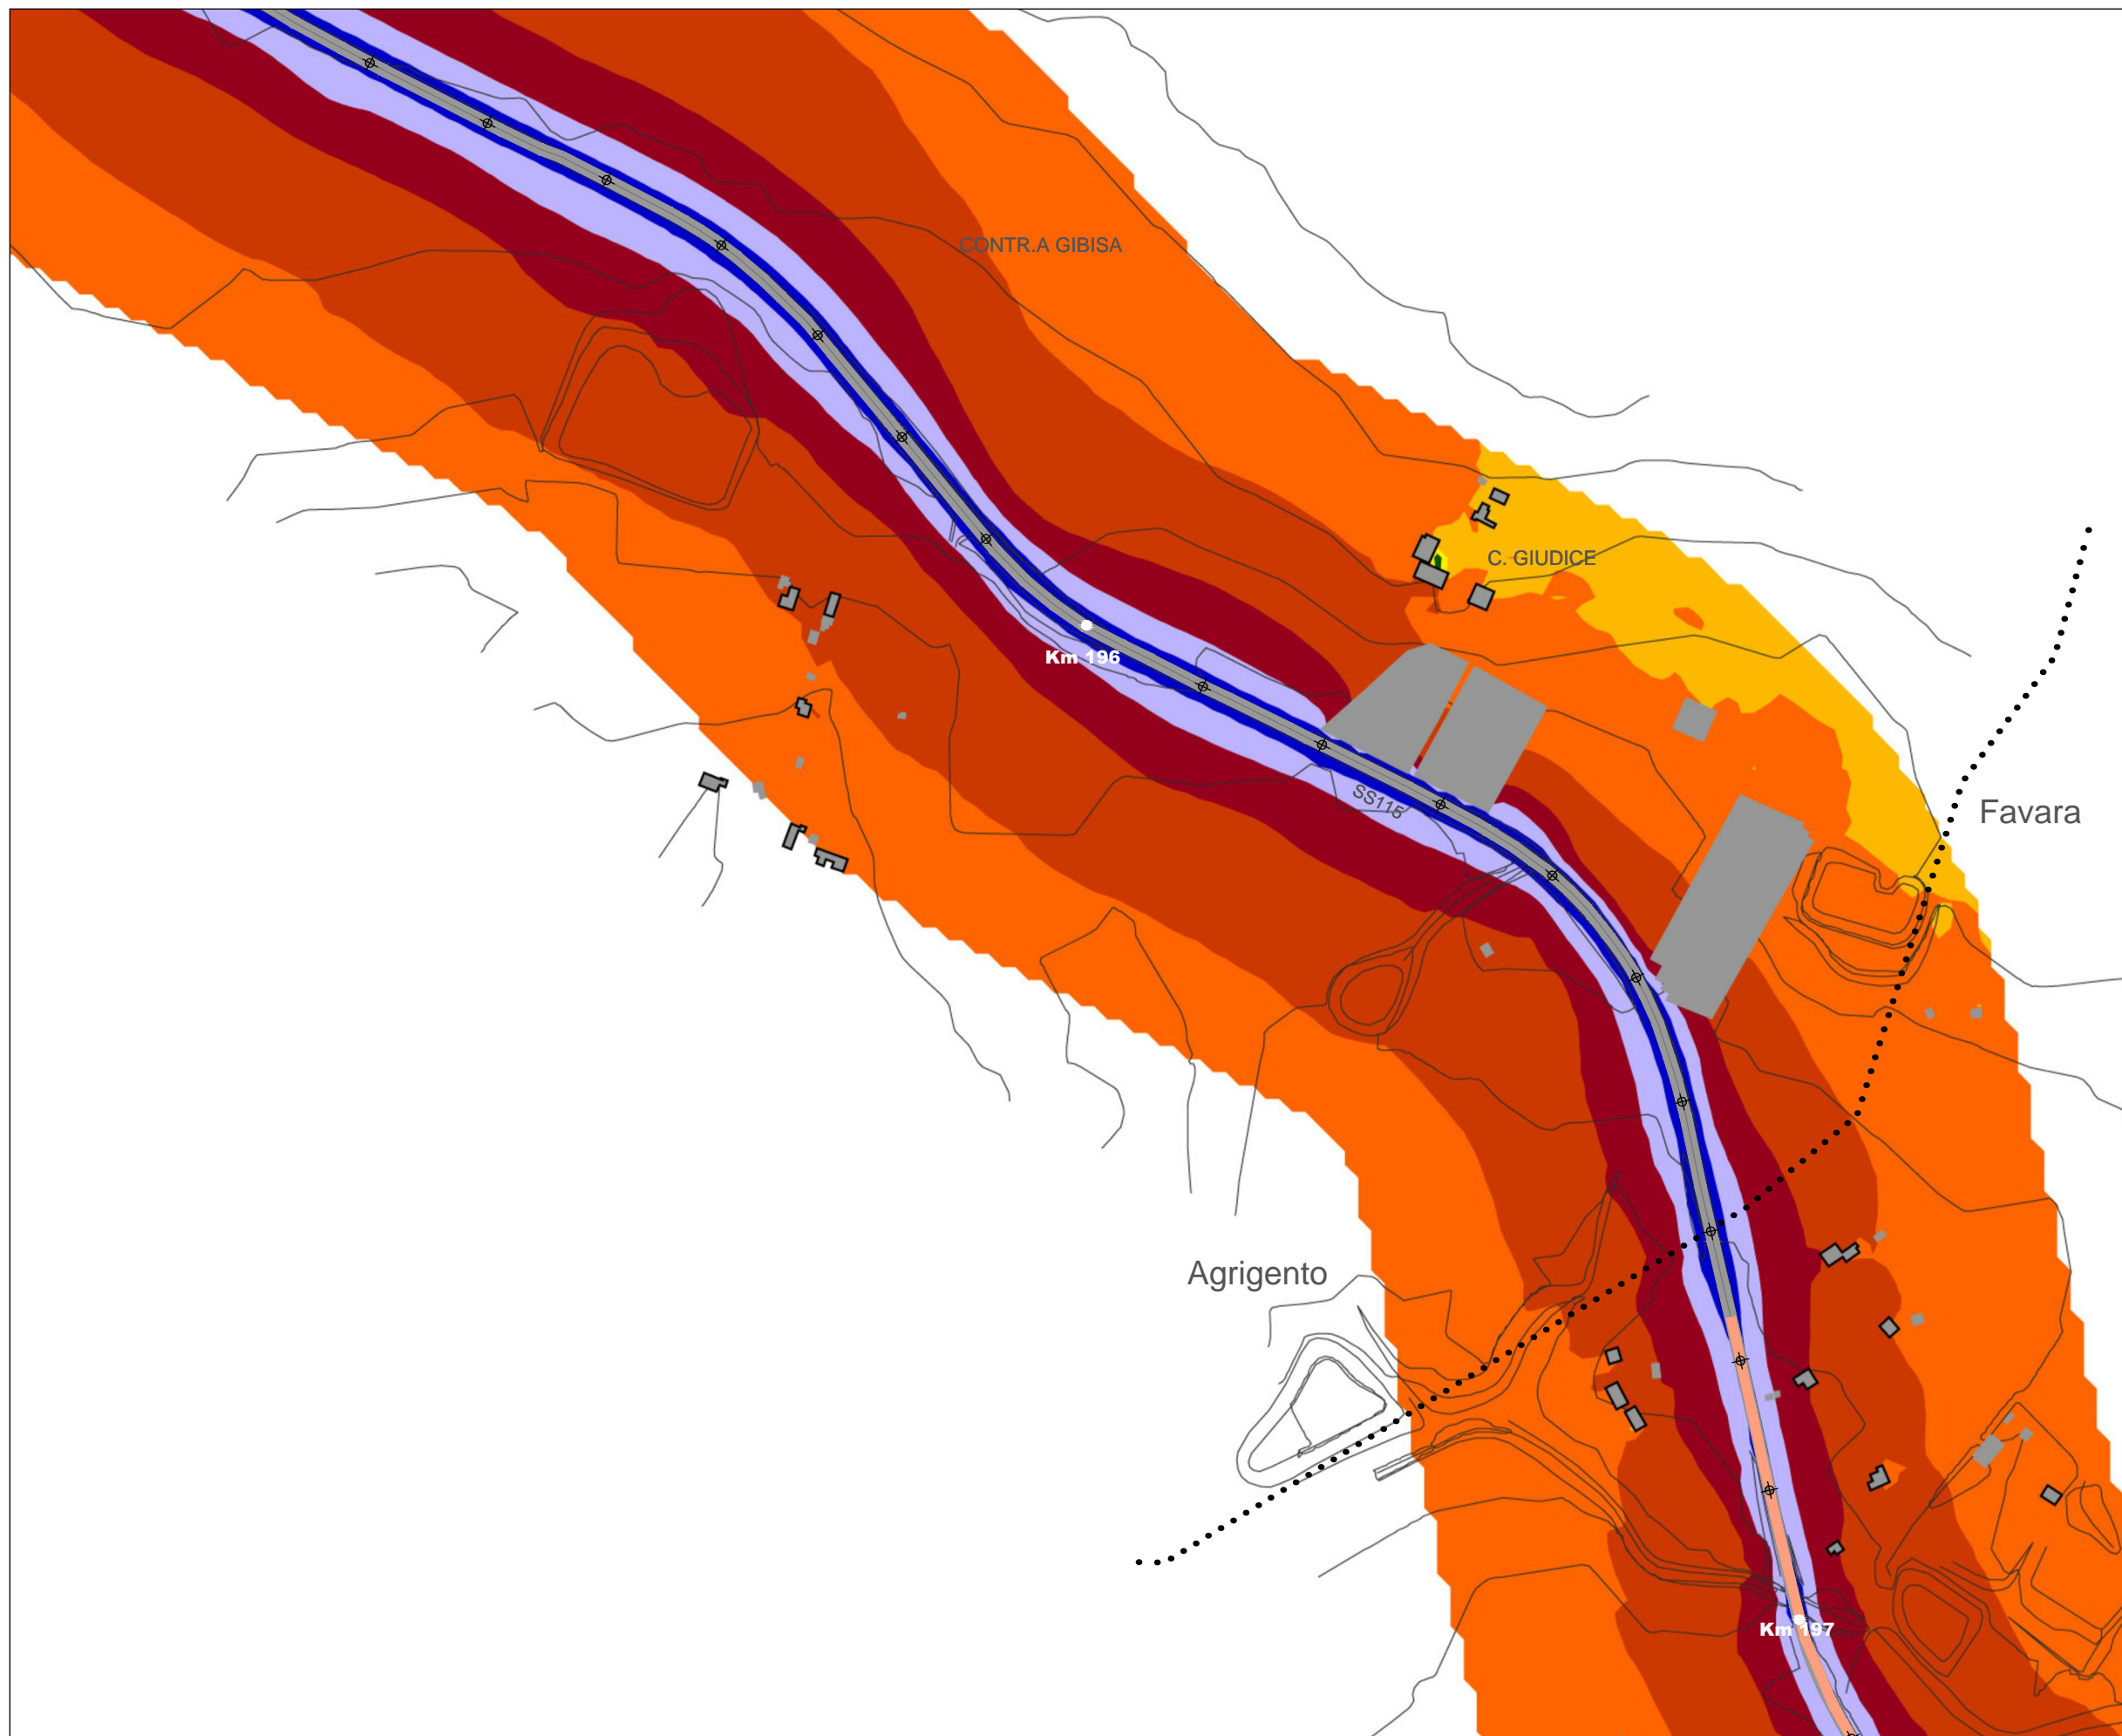 CONTR.A GIBISA
C. GIUDICE
Km 196
SS115
Favara
Agrigento
Km 197